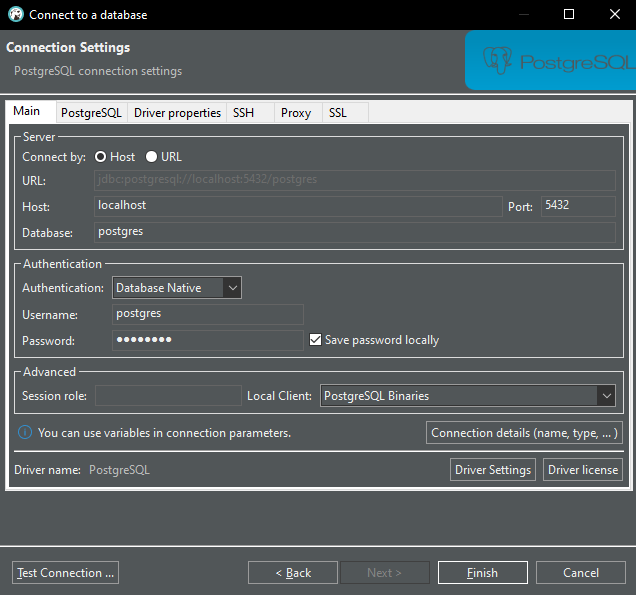 Connect to a database
Connection Settings
PostgreSQL connection settings
PostgreSQL
Main PostgreSQL Driver properties SSH Proxy SSL
Server
Connect by: Host URL
URL: jdbc:postgresql://localhost:5432/postgres
Host: localhost Port: 5432
Database: postgres
Authentication
Authentication: Database Native
Username: postgres
Password: ●●●●●●●● Save password locally
Advanced
Session role: Local Client: PostgreSQL Binaries
You can use variables in connection parameters. Connection details (name, type, ... )
Driver name: PostgreSQL Driver Settings Driver license
Test Connection ... < Back Next > Finish Cancel